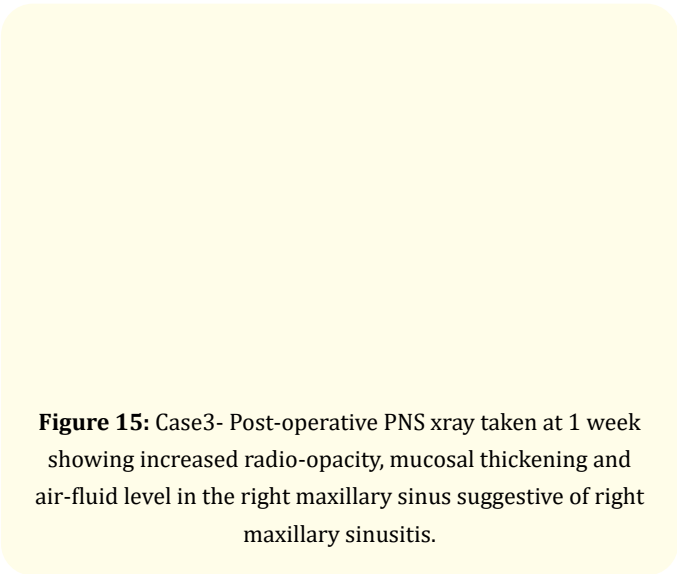 Figure 15: Case3- Post-operative PNS xray taken at 1 week
showing increased radio-opacity, mucosal thickening and
air-fluid level in the right maxillary sinus suggestive of right
maxillary sinusitis.